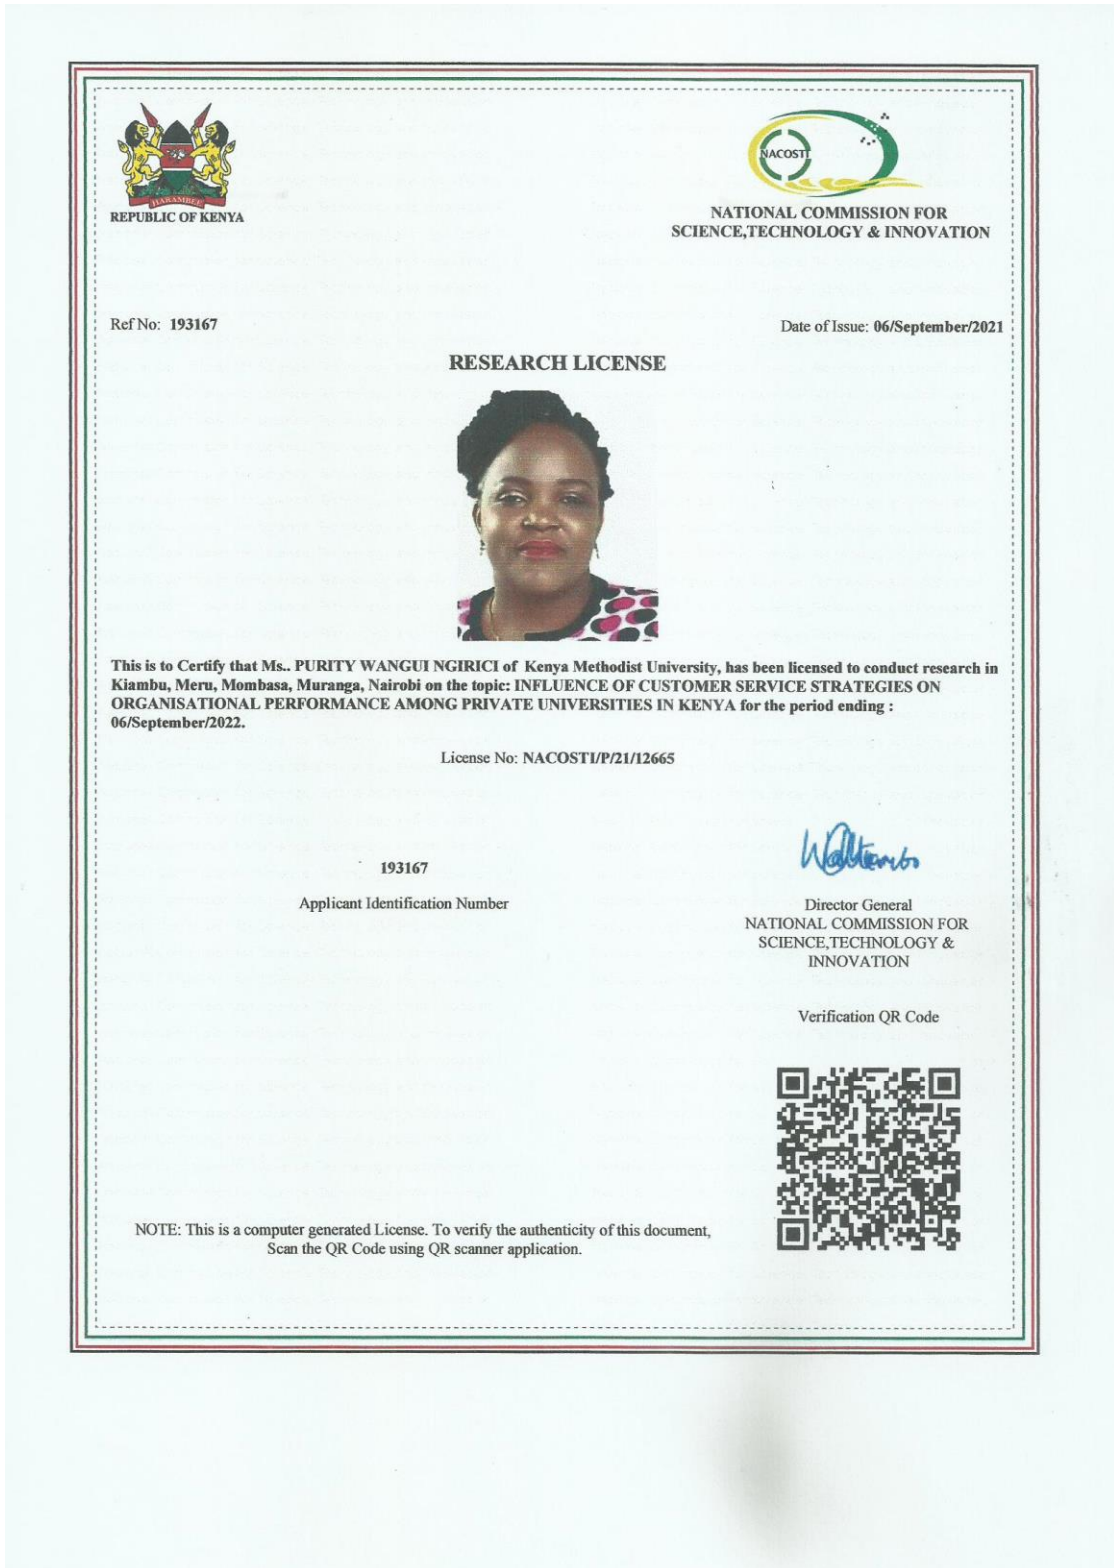 HARAMBEE
REPUBLIC OF KENYA
NACOSTI
NATIONAL COMMISSION FOR
SCIENCE,TECHNOLOGY & INNOVATION
Ref No: 193167
Date of Issue: 06/September/2021
RESEARCH LICENSE
This is to Certify that Ms.. PURITY WANGUI NGIRICI of Kenya Methodist University, has been licensed to conduct research in
Kiambu, Meru, Mombasa, Muranga, Nairobi on the topic: INFLUENCE OF CUSTOMER SERVICE STRATEGIES ON
ORGANISATIONAL PERFORMANCE AMONG PRIVATE UNIVERSITIES IN KENYA for the period ending :
06/September/2022.
License No: NACOSTI/P/21/12665
193167
Applicant Identification Number
Director General
NATIONAL COMMISSION FOR
SCIENCE,TECHNOLOGY &
INNOVATION
Verification QR Code
NOTE: This is a computer generated License. To verify the authenticity of this document,
Scan the QR Code using QR scanner application.